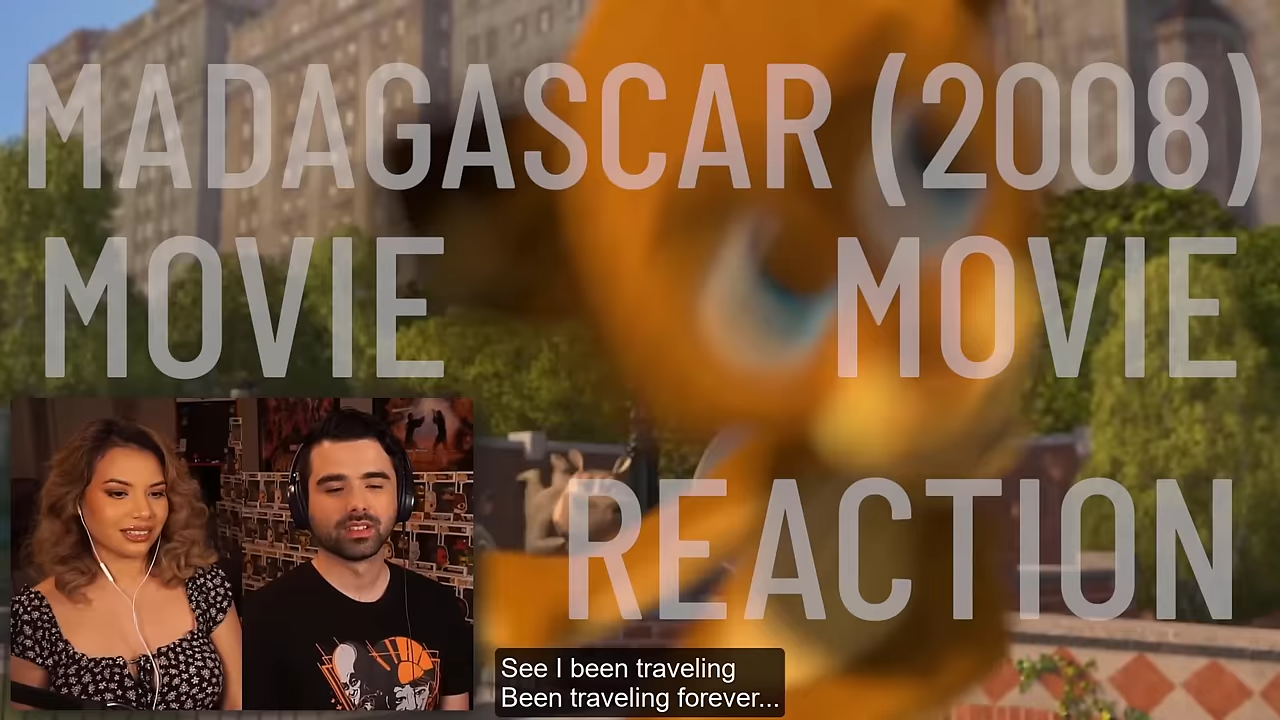 MADAGASCAR (2008)
MOVIE MOVIE
REACTION
See I been traveling
Been traveling forever...